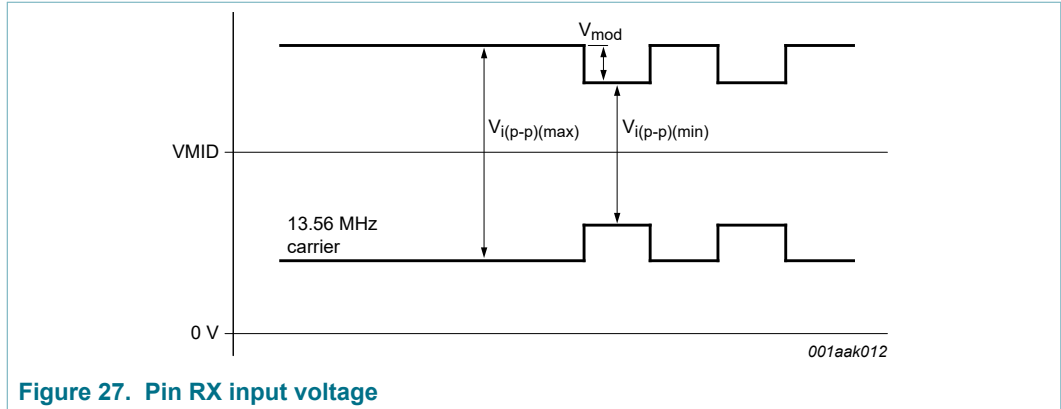 Vmod
Vi(p-p)(max)
Vi(p-p)(min)
VMID
13.56 MHz
carrier
0 V
001aak012
Figure 27. Pin RX input voltage